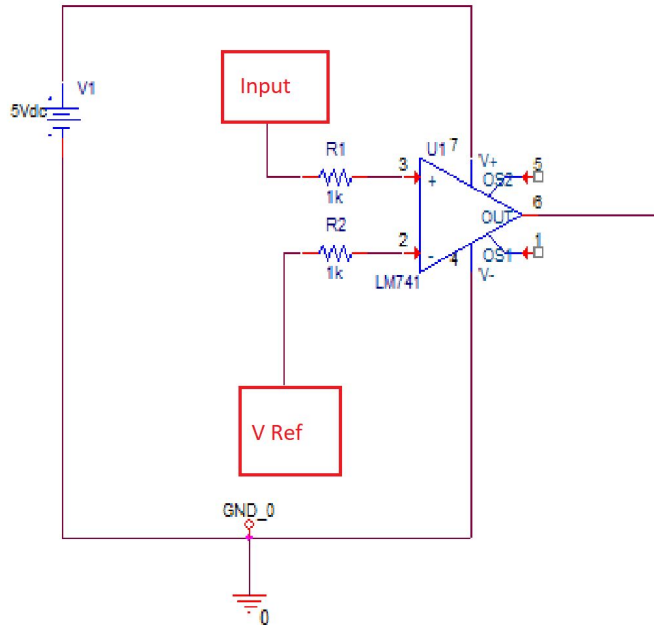 V1
5Vdc
Input
R1
1k
R2
1k
3
+
2
-
U1
7
V+
OS2
5
OUT
6
OS1
1
4
V-
LM741
V Ref
GND_0
0